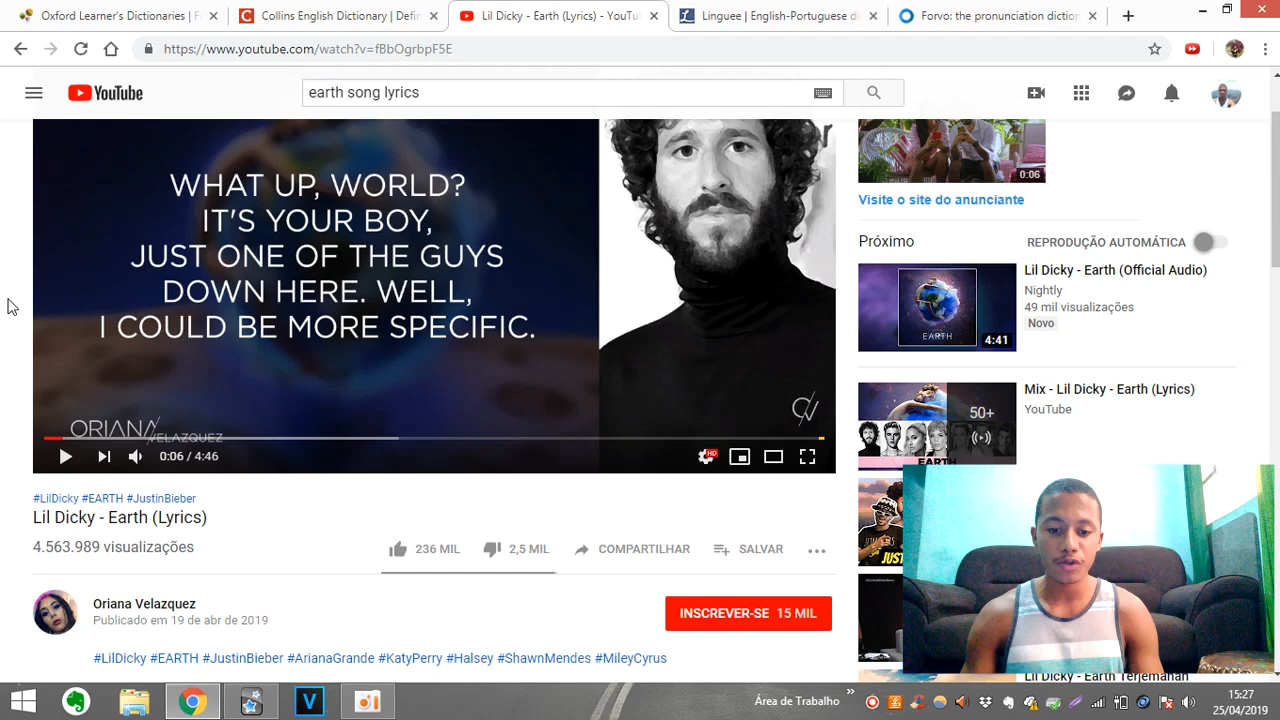 Oxford Learner's Dictionaries | F
Collins English Dictionary | Defin
Lil Dicky - Earth (Lyrics) - YouTu
Linguee | English-Portuguese di
Forvo: the pronunciation diction
https://www.youtube.com/watch?v=fBbOgrbpF5E
YouTube
earth song lyrics
WHAT UP, WORLD?
IT'S YOUR BOY,
JUST ONE OF THE GUYS
DOWN HERE. WELL,
I COULD BE MORE SPECIFIC.
ORIANA
VELAZQUEZ
0:06 / 4:46
HD
#LilDicky #EARTH #JustinBieber
Lil Dicky - Earth (Lyrics)
4.563.989 visualizações
236 MIL
2,5 MIL
COMPARTILHAR
SALVAR
Oriana Velazquez
Publicado em 19 de abr de 2019
INSCREVER-SE 15 MIL
#LilDicky #EARTH #JustinBieber #ArianaGrande #KatyPerry #Halsey #ShawnMendes #MileyCyrus
0:06
Visite o site do anunciante
Próximo
REPRODUÇÃO AUTOMÁTICA
EARTH
4:41
Lil Dicky - Earth (Official Audio)
Nightly
49 mil visualizações
Novo
50+
EARTH
Mix - Lil Dicky - Earth (Lyrics)
YouTube
Lil Dicky - Earth Terjemahan
Área de Trabalho
15:27
25/04/2019